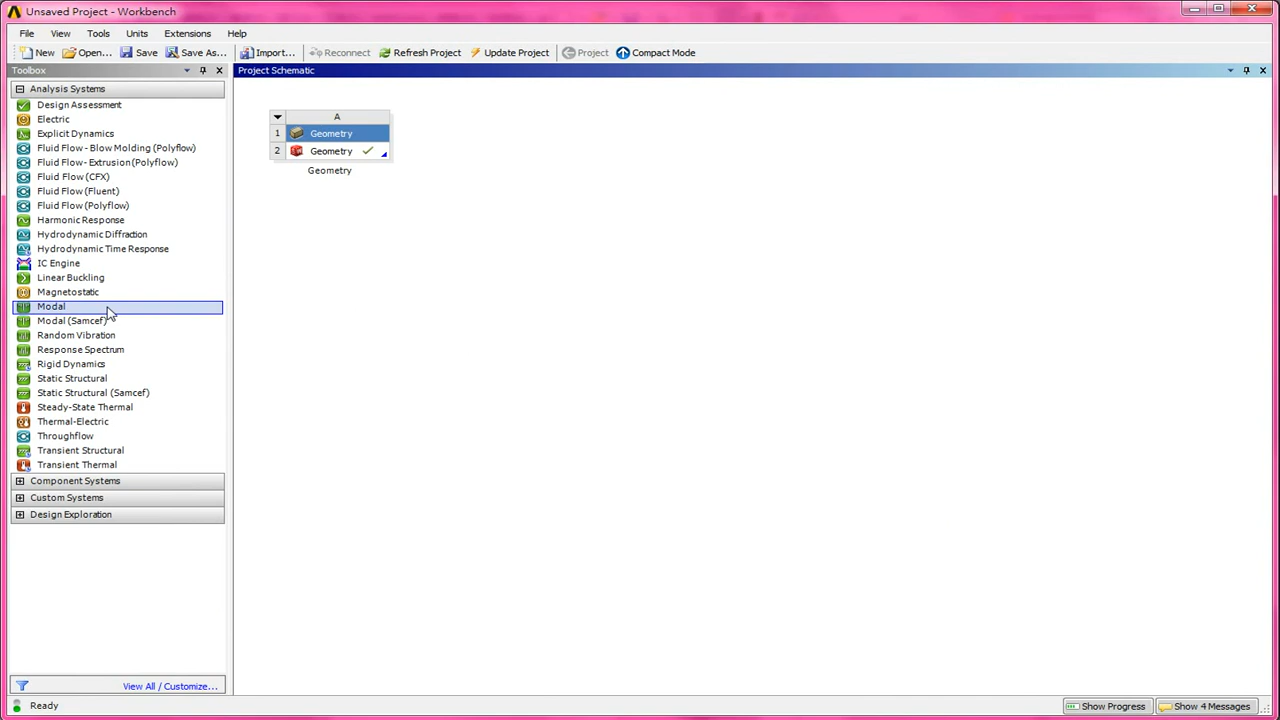 Unsaved Project - Workbench
File View Tools Units Extensions Help
New Open... Save Save As... Import... Reconnect Refresh Project Update Project Project Compact Mode
Toolbox
Project Schematic
Analysis Systems
Design Assessment
Electric
Explicit Dynamics
Fluid Flow - Blow Molding (Polyflow)
Fluid Flow - Extrusion (Polyflow)
Fluid Flow (CFX)
Fluid Flow (Fluent)
Fluid Flow (Polyflow)
Harmonic Response
Hydrodynamic Diffraction
Hydrodynamic Time Response
IC Engine
Linear Buckling
Magnetostatic
Modal
Modal (Samcef)
Random Vibration
Response Spectrum
Rigid Dynamics
Static Structural
Static Structural (Samcef)
Steady-State Thermal
Thermal-Electric
Throughflow
Transient Structural
Transient Thermal
Component Systems
Custom Systems
Design Exploration
View All / Customize...
A
1 Geometry
2 Geometry
Geometry
Ready
Show Progress
Show 4 Messages